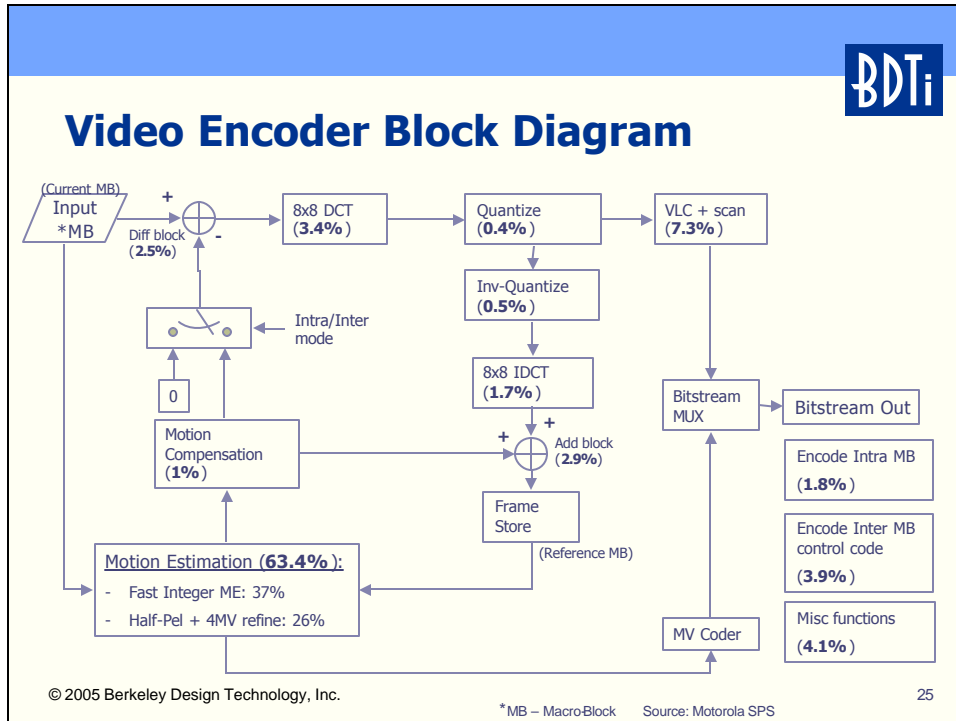 BDTi
Video Encoder Block Diagram
(Current MB)
Input
*MB
+
-
Diff block
(2.5%)
8x8 DCT
(3.4%)
Quantize
(0.4%)
VLC + scan
(7.3%)
Inv-Quantize
(0.5%)
Intra/Inter
mode
8x8 IDCT
(1.7%)
0
Bitstream
MUX
Bitstream Out
Motion
Compensation
(1%)
+
+
Add block
(2.9%)
Encode Intra MB
(1.8%)
Frame
Store
(Reference MB)
Encode Inter MB
control code
(3.9%)
Motion Estimation (63.4%):
- Fast Integer ME: 37%
- Half-Pel + 4MV refine: 26%
MV Coder
Misc functions
(4.1%)
© 2005 Berkeley Design Technology, Inc.
*MB – Macro-Block Source: Motorola SPS
25